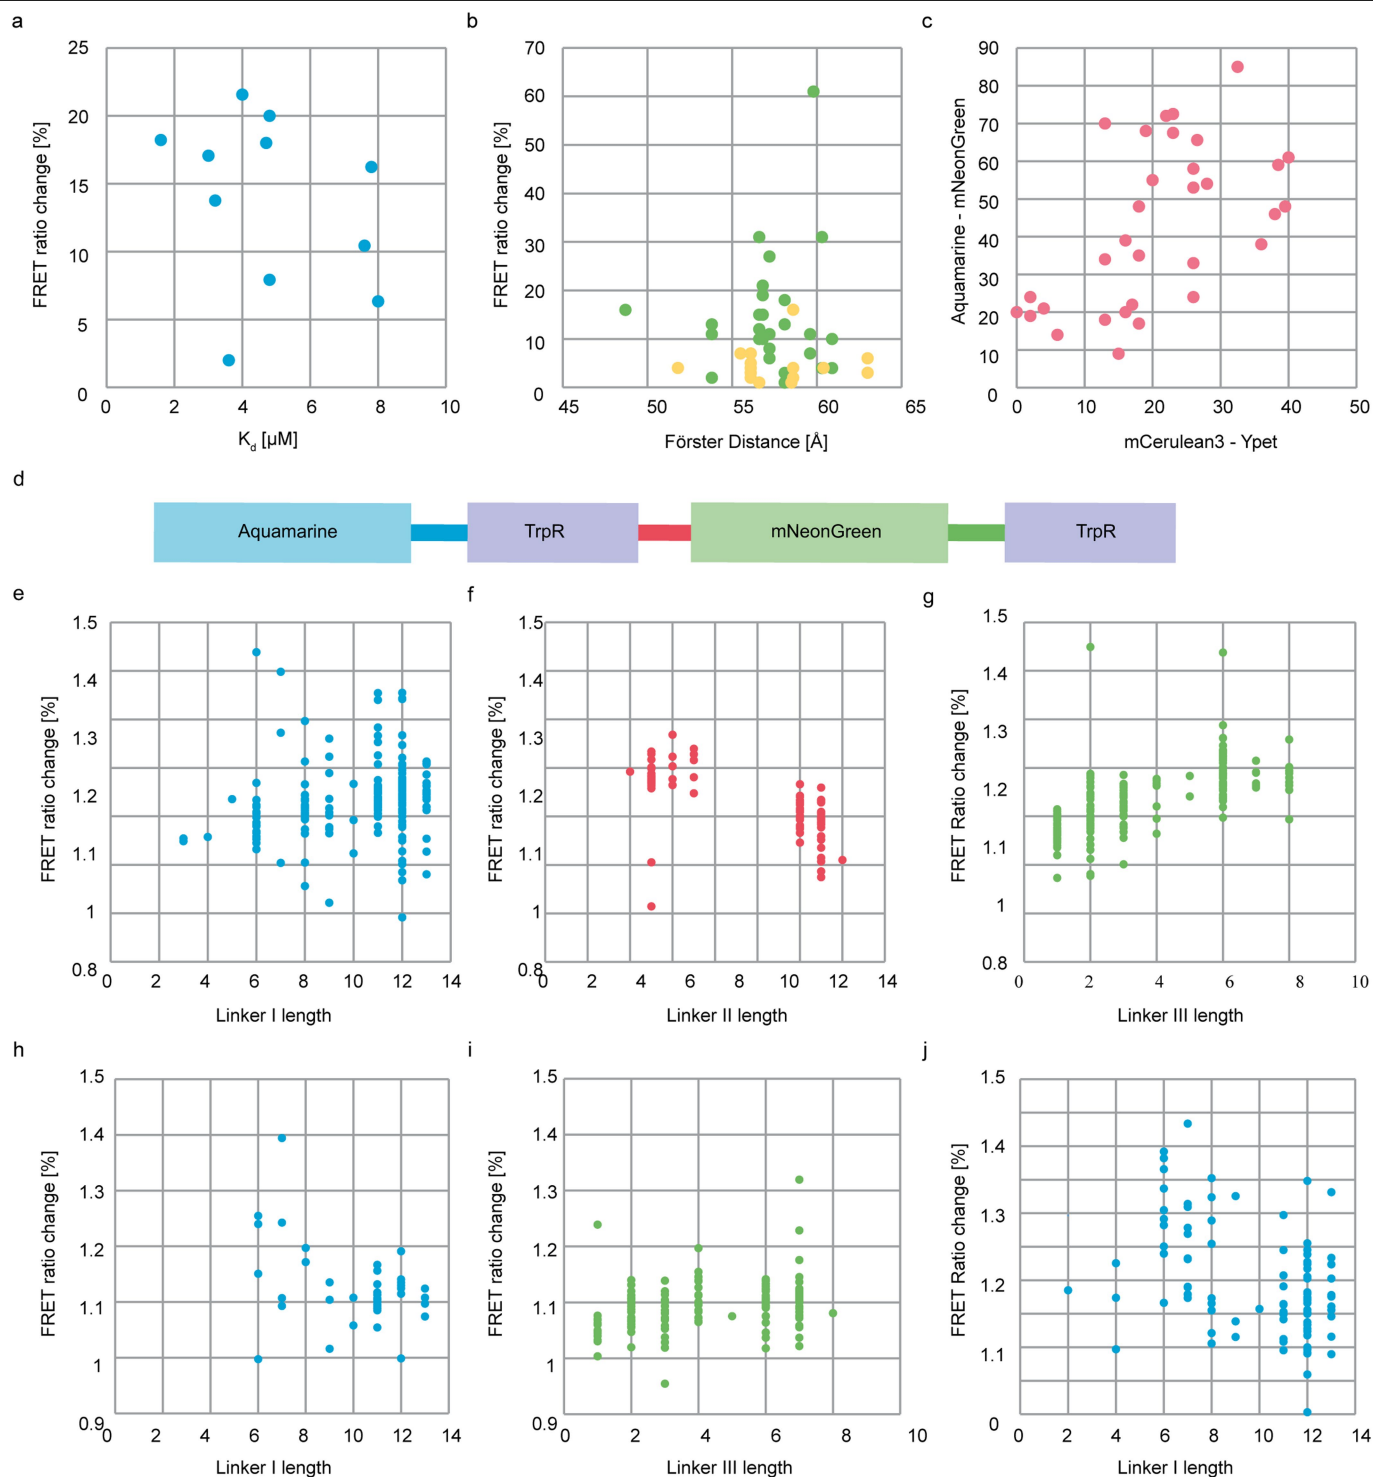 a
FRET ratio change [%]
25
20
15
10
5
0
0 2 4 6 8 10
Kd [µM]
b
FRET ratio change [%]
70
60
50
40
30
20
10
0
45 50 55 60 65
Förster Distance [Å]
c
Aquamarine - mNeonGreen
90
80
70
60
50
40
30
20
10
0
0 10 20 30 40 50
mCerulean3 - Ypet
d
Aquamarine TrpR mNeonGreen TrpR
e
FRET ratio change [%]
1.5
1.4
1.3
1.2
1.1
1
0.8
0 2 4 6 8 10 12 14
Linker I length
f
FRET ratio change [%]
1.5
1.4
1.3
1.2
1.1
1
0.8
0 2 4 6 8 10 12 14
Linker II length
g
FRET Ratio change [%]
1.5
1.4
1.3
1.2
1.1
1
0.8
0 2 4 6 8 10
Linker III length
h
FRET ratio change [%]
1.5
1.4
1.3
1.2
1.1
1
0.9
0 2 4 6 8 10 12 14
Linker I length
i
FRET ratio change [%]
1.5
1.4
1.3
1.2
1.1
1
0.9
0 2 4 6 8 10
Linker III length
j
FRET Ratio change [%]
1.5
1.4
1.3
1.2
1.1
0
0 2 4 6 8 10 12 14
Linker I length